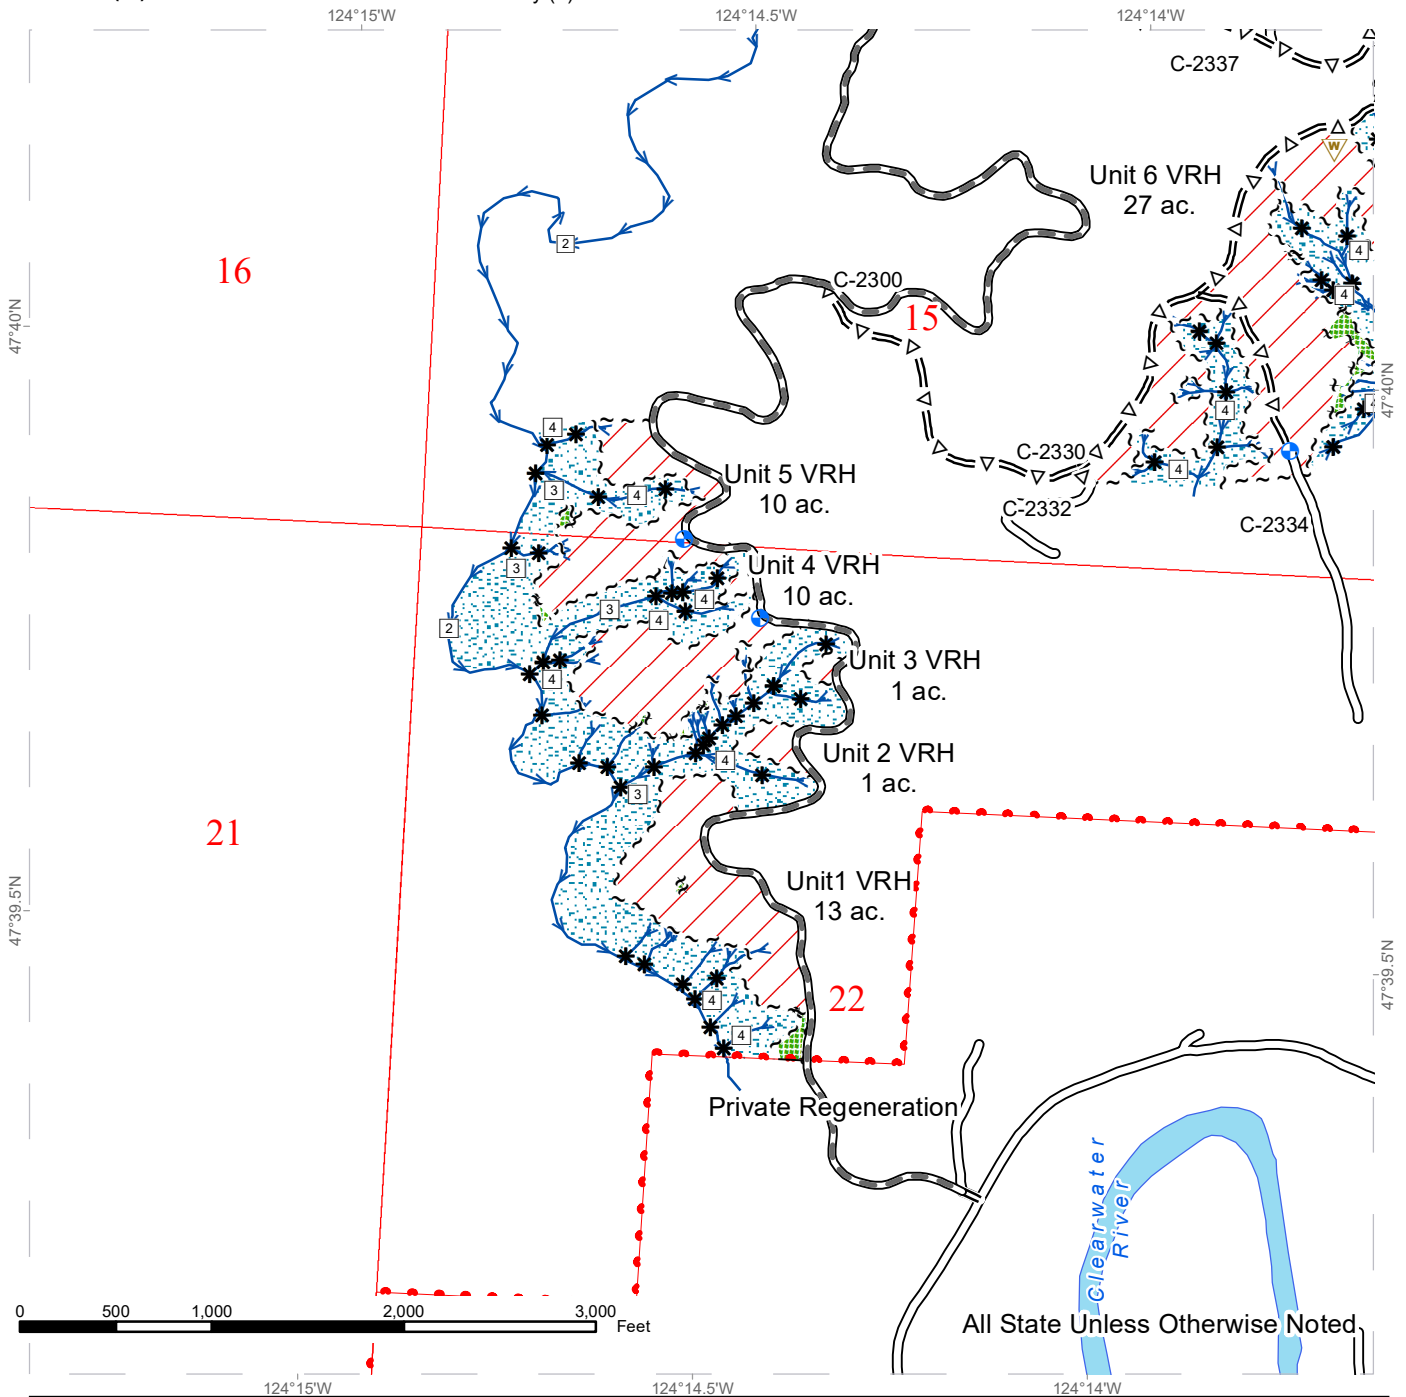 124°15'W
124°14.5'W
124°14'W
C-2337
W
Unit 6 VRH
27 ac.
2
4
16
47°40'N
C-2300
15
4
47°40'N
4
4
C-2330
4
3
4
Unit 5 VRH
10 ac.
C-2332
C-2334
3
Unit 4 VRH
10 ac.
4
3
4
2
4
Unit 3 VRH
1 ac.
4
Unit 2 VRH
1 ac.
3
21
Unit1 VRH
13 ac.
47°39.5'N
47°39.5'N
4
22
4
Private Regeneration
Clearwater
River
0 500 1,000 2,000 3,000
Feet
All State Unless Otherwise Noted
124°15'W
124°14.5'W
124°14'W